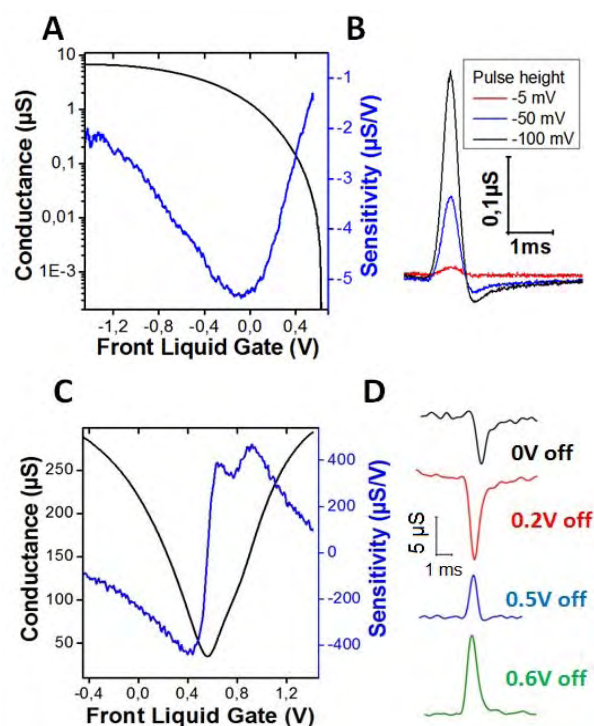 A
B
10
1
0,1
0,01
1E-3
Conductance (µS)
-1
-2
-3
-4
-5
Sensitivity (µS/V)
-1,2 -0,8 -0,4 0,0 0,4
Front Liquid Gate (V)
Pulse height
-5 mV
-50 mV
-100 mV
0,1µS
1ms
C
D
250
200
150
100
50
Conductance (µS)
400
200
0
-200
-400
Sensitivity (µS/V)
-0,4 0,0 0,4 0,8 1,2
Front Liquid Gate (V)
0V off
0.2V off
5 µS
1 ms
0.5V off
0.6V off